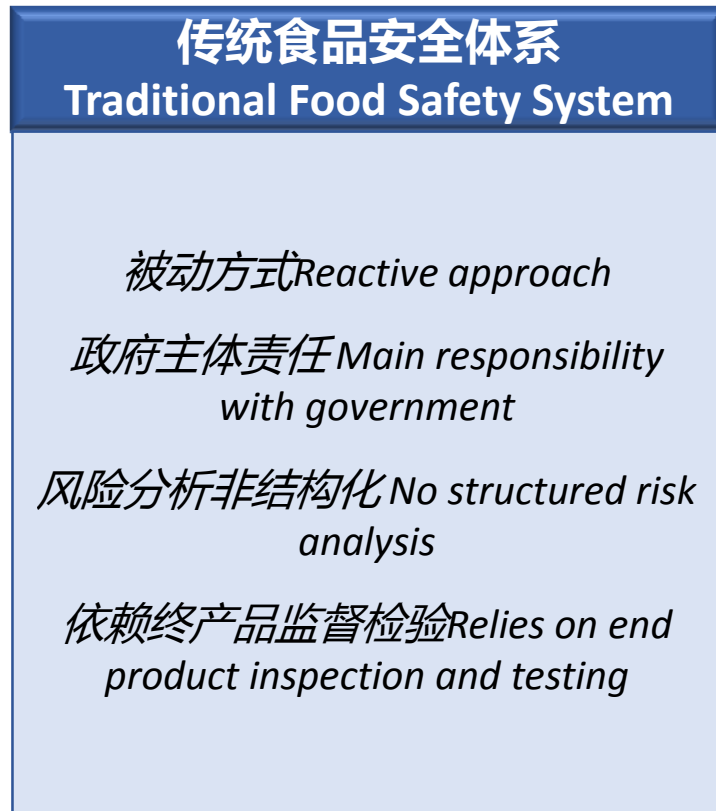 传统食品安全体系
Traditional Food Safety System
被动方式Reactive approach
政府主体责任 Main responsibility
with government
风险分析非结构化 No structured risk
analysis
依赖终产品监督检验Relies on end
product inspection and testing